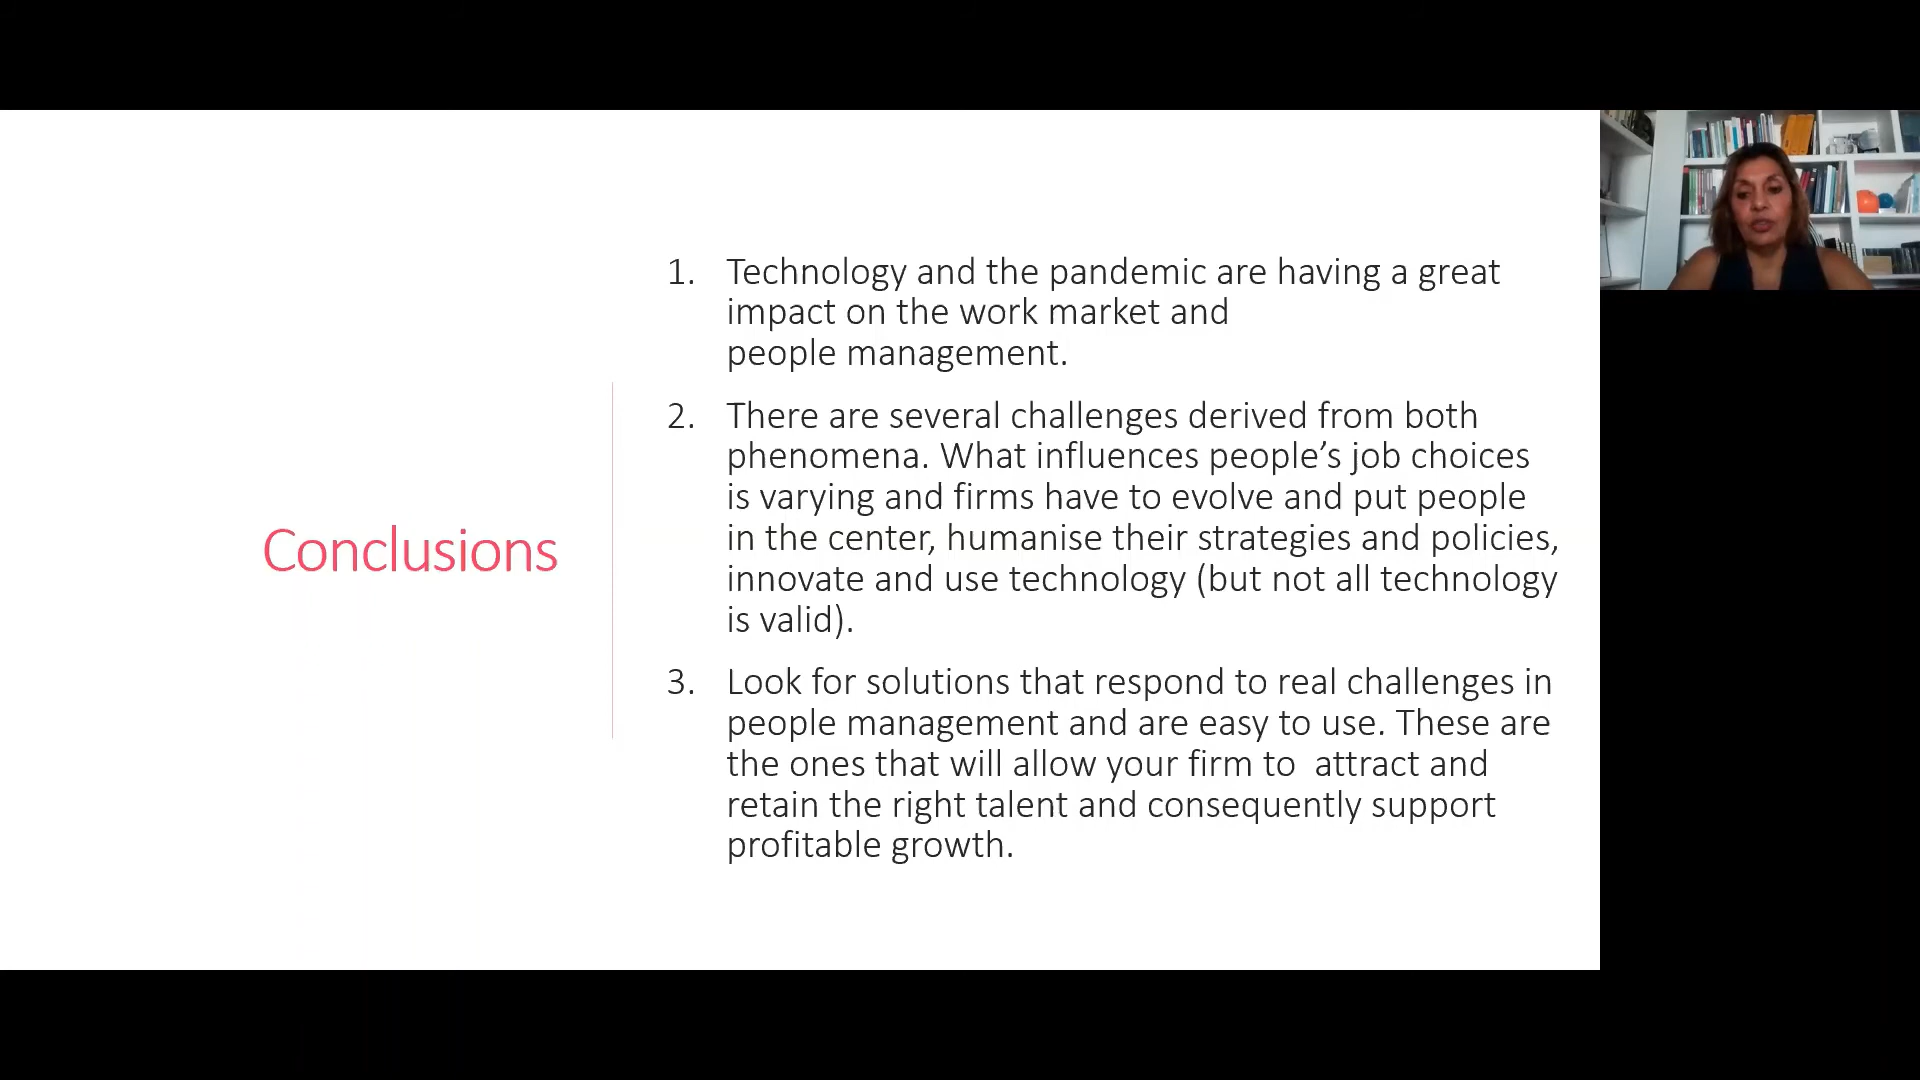 Conclusions
1. Technology and the pandemic are having a great
impact on the work market and
people management.
2. There are several challenges derived from both
phenomena. What influences people’s job choices
is varying and firms have to evolve and put people
in the center, humanise their strategies and policies,
innovate and use technology (but not all technology
is valid).
3. Look for solutions that respond to real challenges in
people management and are easy to use. These are
the ones that will allow your firm to  attract and
retain the right talent and consequently support
profitable growth.